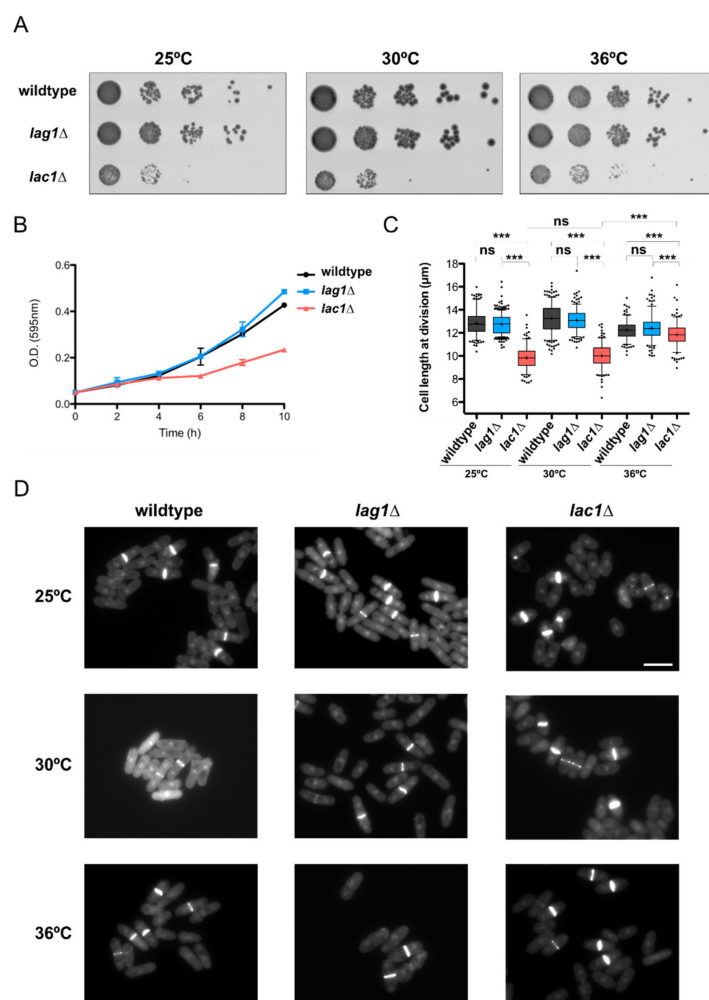 A
25ºC 30ºC 36ºC
wildtype
lag1Δ
lac1Δ
B
0.6
0.4
0.2
0.0
O.D. (595nm)
0 2 4 6 8 10
Time (h)
wildtype
lag1Δ
lac1Δ
C
ns ***
*** *** ***
ns *** ns *** ns ***
18
16
14
12
10
8
6
Cell length at division (µm)
wildtype lag1Δ lac1Δ wildtype lag1Δ lac1Δ wildtype lag1Δ lac1Δ
25ºC 30ºC 36ºC
D
wildtype lag1Δ lac1Δ
25ºC
30ºC
36ºC